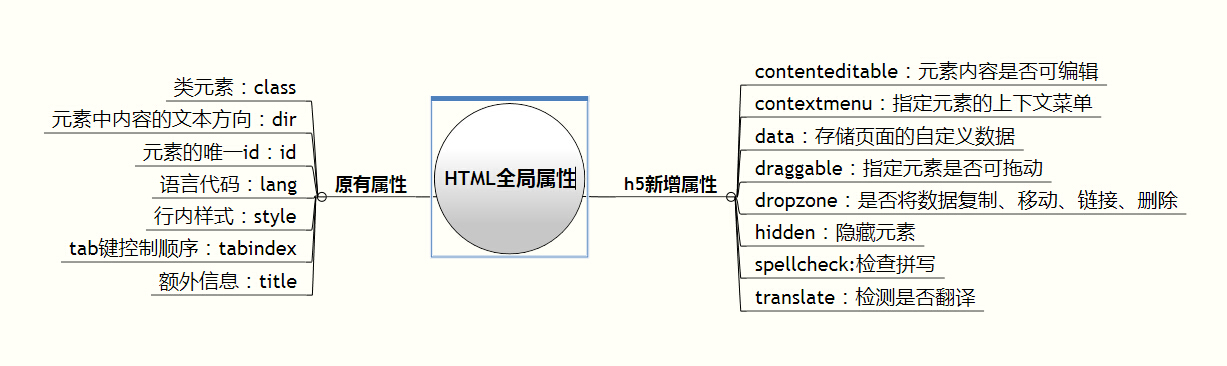 HTML全局属性
原有属性
类元素：class
元素中内容的文本方向：dir
元素的唯一id：id
语言代码：lang
行内样式：style
tab键控制顺序：tabindex
额外信息：title
h5新增属性
contenteditable：元素内容是否可编辑
contextmenu：指定元素的上下文菜单
data：存储页面的自定义数据
draggable：指定元素是否可拖动
dropzone：是否将数据复制、移动、链接、删除
hidden：隐藏元素
spellcheck:检查拼写
translate：检测是否翻译